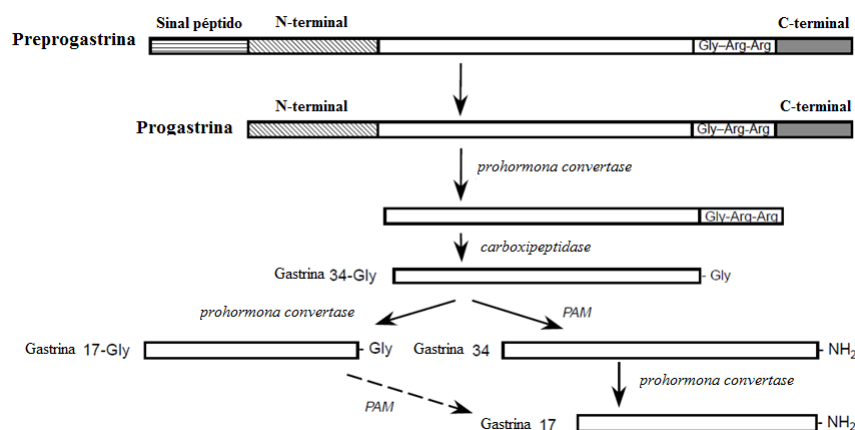 Sinal péptido N-terminal C-terminal
Preprogastrina Gly–Arg-Arg
N-terminal C-terminal
Progastrina Gly–Arg-Arg
prohormona convertase
Gly-Arg-Arg
carboxipeptidase
Gastrina 34-Gly - Gly
prohormona convertase PAM
Gastrina 17-Gly - Gly Gastrina 34 - NH₂
PAM prohormona convertase
Gastrina 17 - NH₂